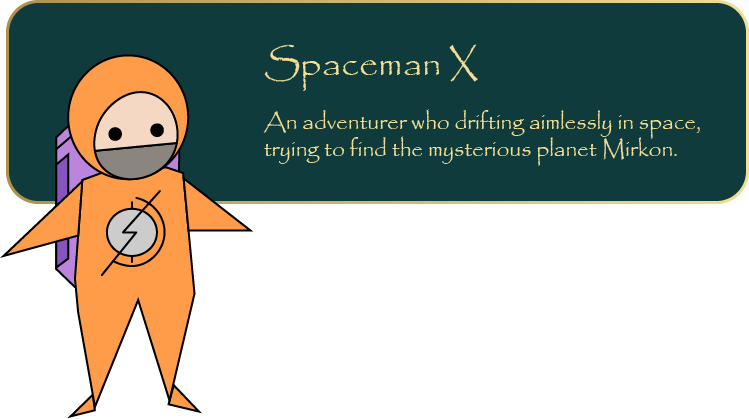 Spaceman X
An adventurer who drifting aimlessly in space,
trying to find the mysterious planet Mirkon.